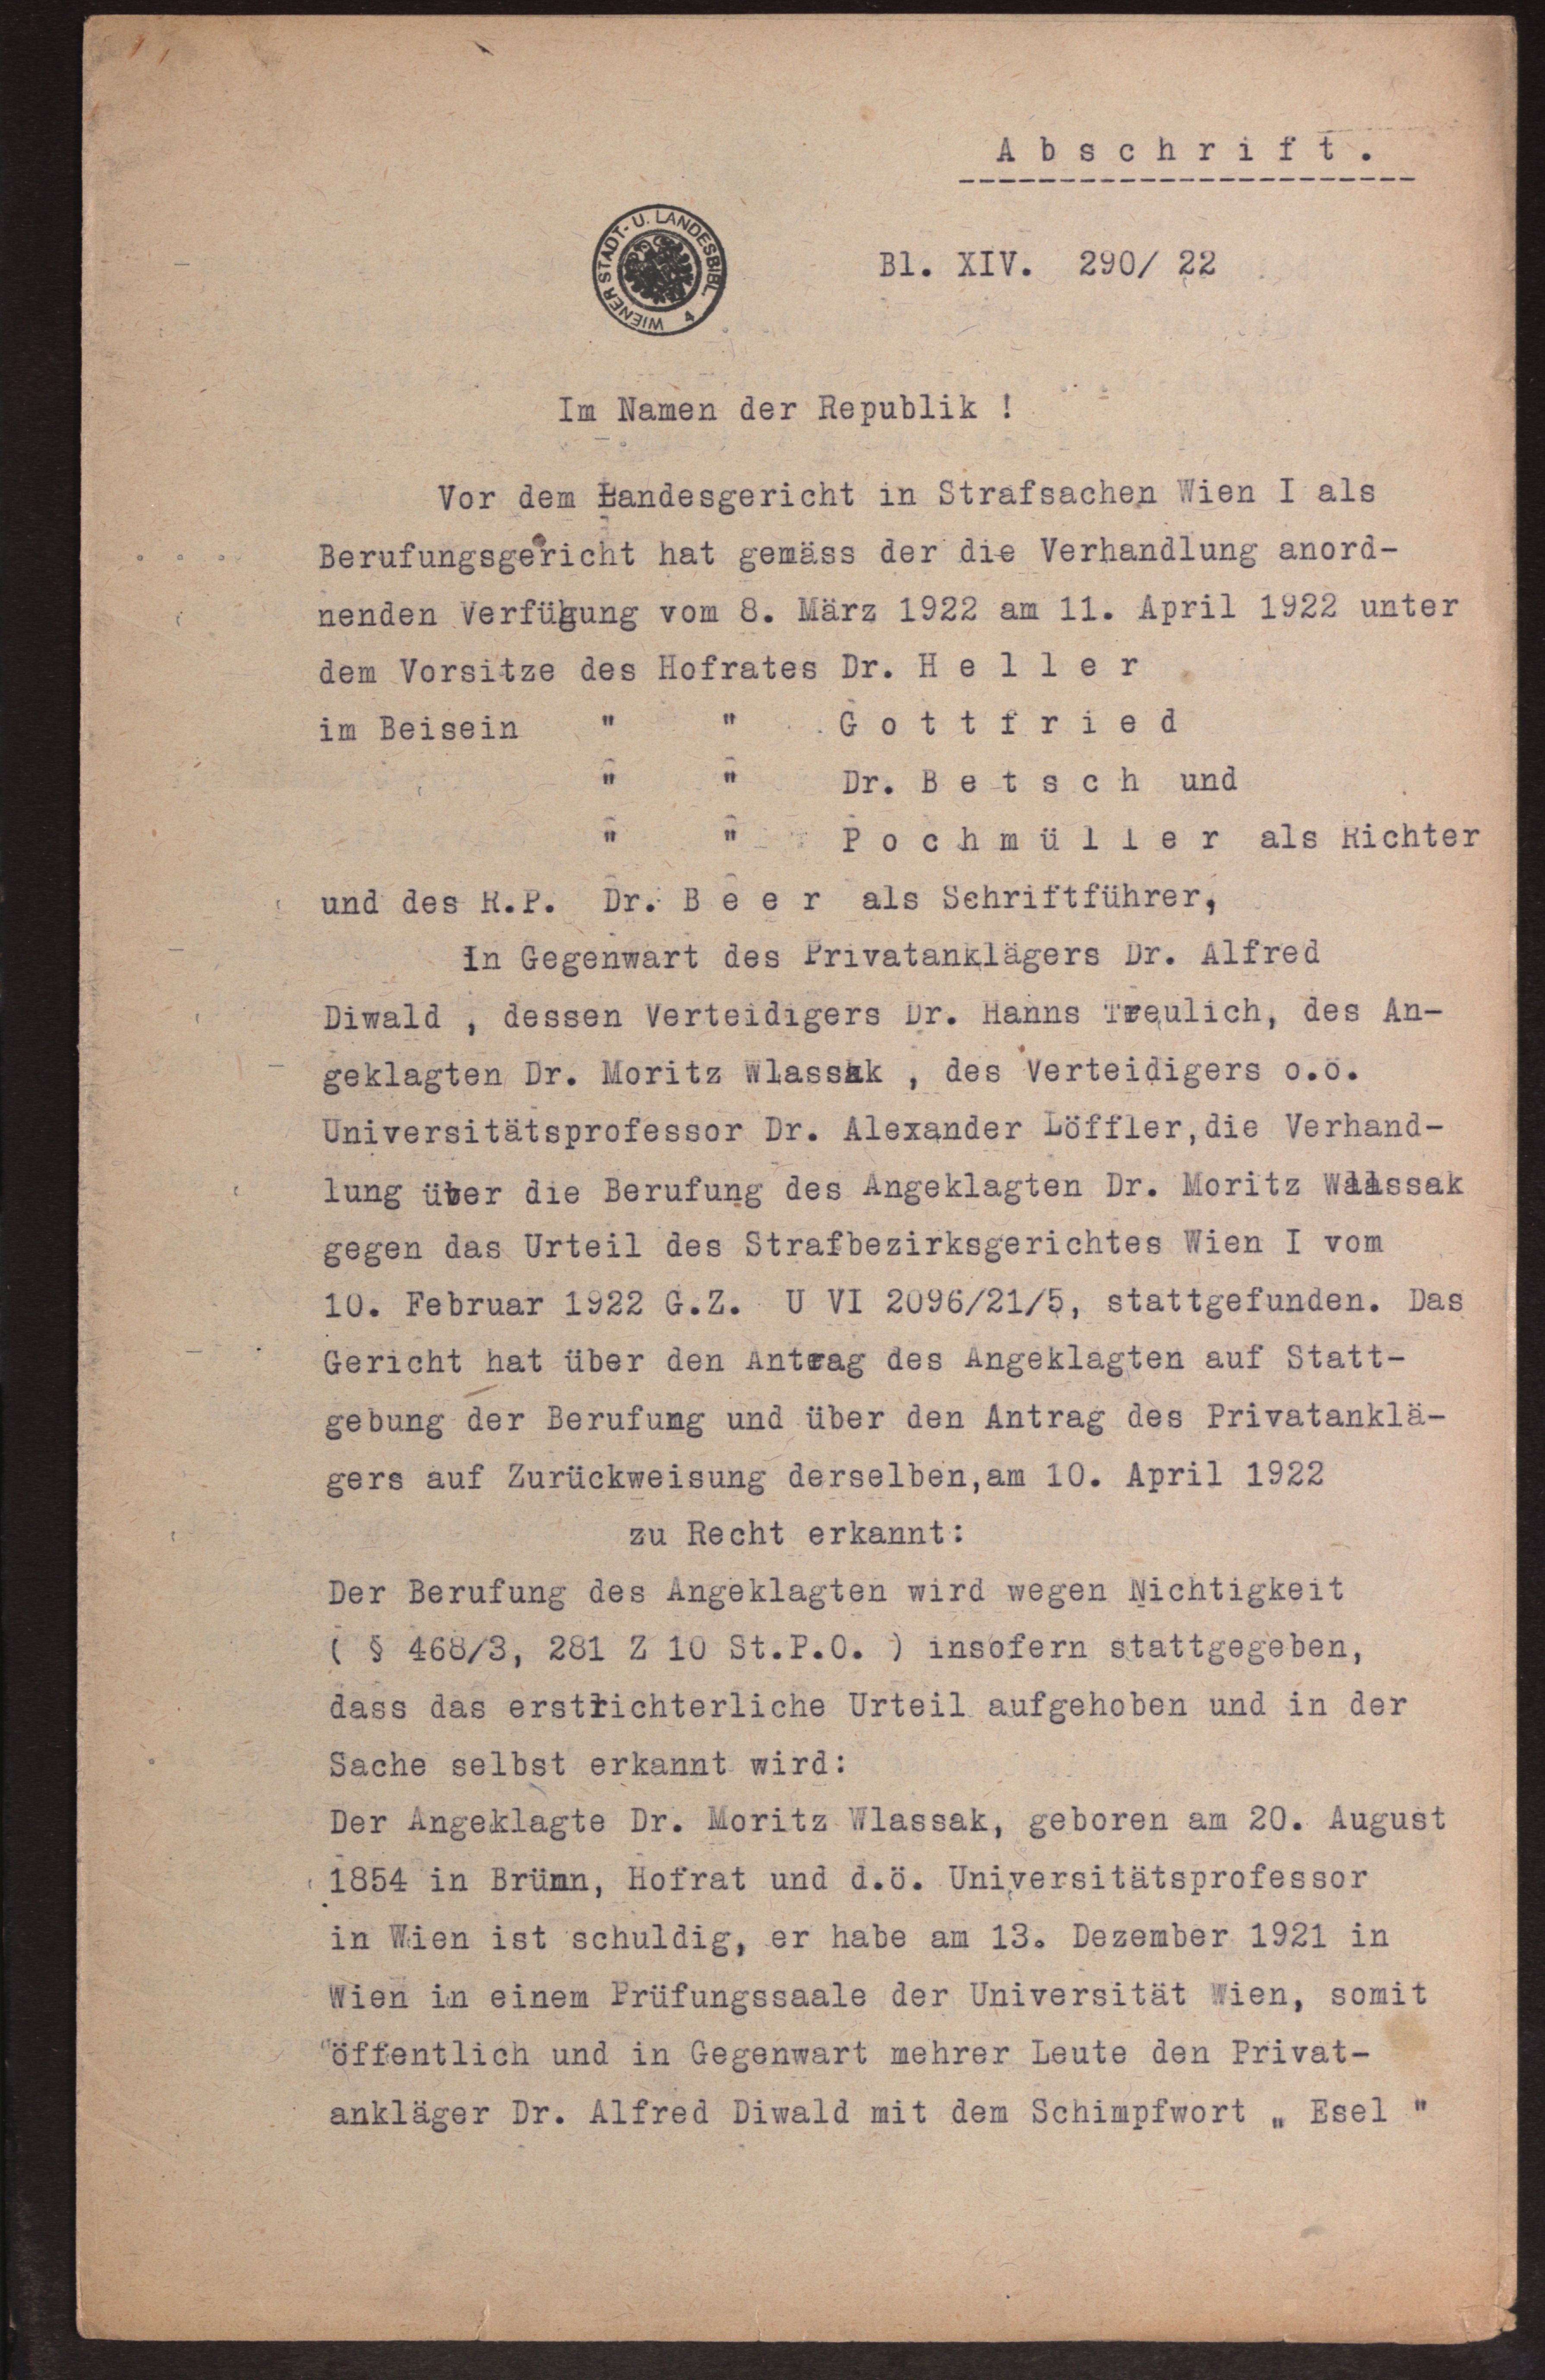 A b s c h r i f t .
WIENER STADT- U. LANDESBIBL. 4
Bl. XIV. 290/ 22
Im Namen der Republik !
Vor dem Landesgericht in Strafsachen Wien I als
Berufungsgericht hat gemäss der die Verhandlung anord-
nenden Verfügung vom 8. März 1922 am 11. April 1922 unter
dem Vorsitze des Hofrates Dr. H e l l e r
im Beisein " " G o t t f r i e d
" " Dr. B e t s c h und
" " P o c h m ü l l e r als Richter
und des R.P. Dr. B e e r als Schriftführer,
in Gegenwart des Privatanklägers Dr. Alfred
Diwald , dessen Verteidigers Dr. Hanns Treulich, des An-
geklagten Dr. Moritz Wlassak , des Verteidigers o.ö.
Universitätsprofessor Dr. Alexander Löffler,die Verhand-
lung über die Berufung des Angeklagten Dr. Moritz Wlassak
gegen das Urteil des Strafbezirksgerichtes Wien I vom
10. Februar 1922 G.Z. U VI 2096/21/5, stattgefunden. Das
Gericht hat über den Antrag des Angeklagten auf Statt-
gebung der Berufung und über den Antrag des Privatanklä-
gers auf Zurückweisung derselben,am 10. April 1922
zu Recht erkannt:
Der Berufung des Angeklagten wird wegen Nichtigkeit
( § 468/3, 281 Z 10 St.P.O. ) insofern stattgegeben,
dass das erstrichterliche Urteil aufgehoben und in der
Sache selbst erkannt wird:
Der Angeklagte Dr. Moritz Wlassak, geboren am 20. August
1854 in Brünn, Hofrat und d.ö. Universitätsprofessor
in Wien ist schuldig, er habe am 13. Dezember 1921 in
Wien in einem Prüfungssaale der Universität Wien, somit
öffentlich und in Gegenwart mehrer Leute den Privat-
ankläger Dr. Alfred Diwald mit dem Schimpfwort „ Esel "